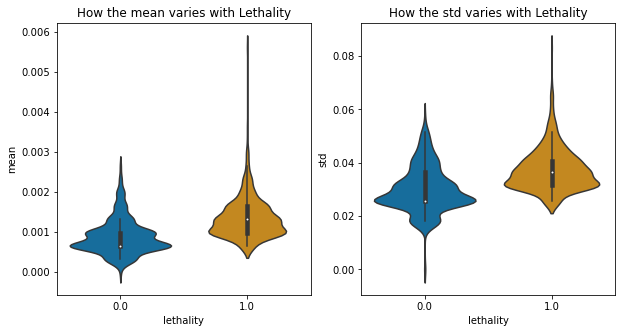 How the mean varies with Lethality
mean
0.006
0.005
0.004
0.003
0.002
0.001
0.000
0.0
1.0
lethality
How the std varies with Lethality
std
0.08
0.06
0.04
0.02
0.00
0.0
1.0
lethality